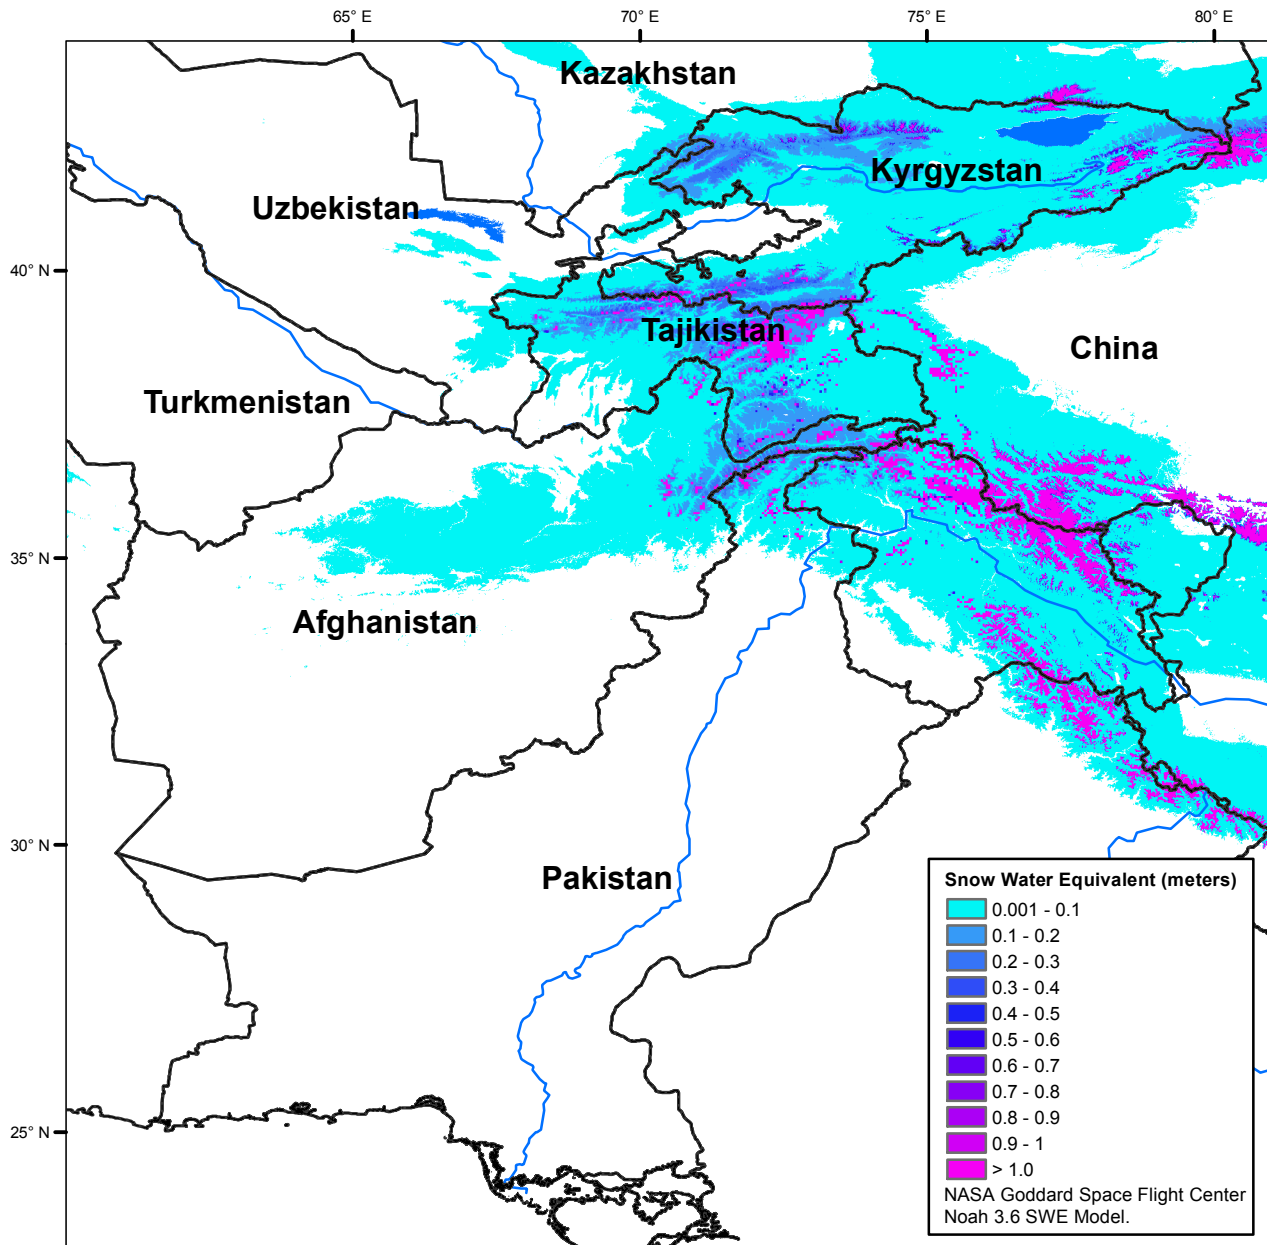 65° E
70° E
75° E
80° E
Kazakhstan
Kyrgyzstan
Uzbekistan
40° N
Tajikistan
China
Turkmenistan
35° N
Afghanistan
30° N
Pakistan
25° N
Snow Water Equivalent (meters)
0.001 - 0.1
0.1 - 0.2
0.2 - 0.3
0.3 - 0.4
0.4 - 0.5
0.5 - 0.6
0.6 - 0.7
0.7 - 0.8
0.8 - 0.9
0.9 - 1
> 1.0
NASA Goddard Space Flight Center
Noah 3.6 SWE Model.